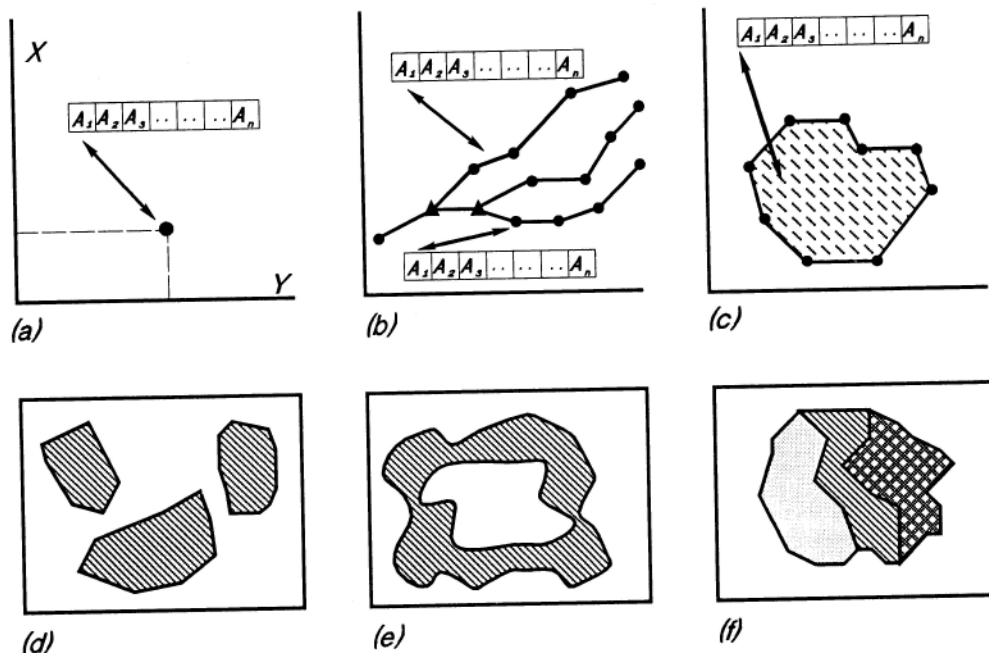 X
A₁ A₂ A₃ .. .. .. Aₙ
Y
(a)
A₁ A₂ A₃ .. .. .. Aₙ
A₁ A₂ A₃ .. .. .. Aₙ
(b)
A₁ A₂ A₃ .. .. .. Aₙ
(c)
(d)
(e)
(f)